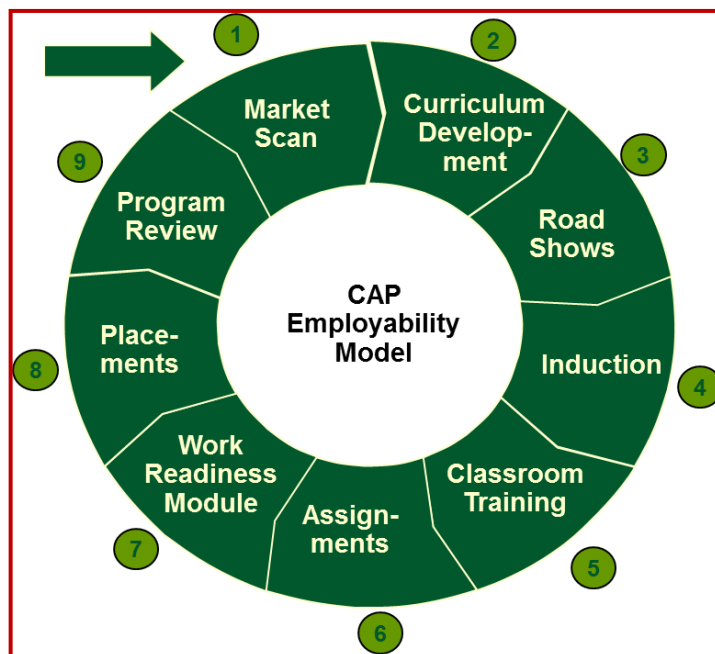 1
Market
Scan
2
Curriculum
Develop-
ment
3
Road
Shows
4
Induction
5
Classroom
Training
6
Assign-
ments
7
Work
Readiness
Module
8
Place-
ments
9
Program
Review
CAP
Employability
Model